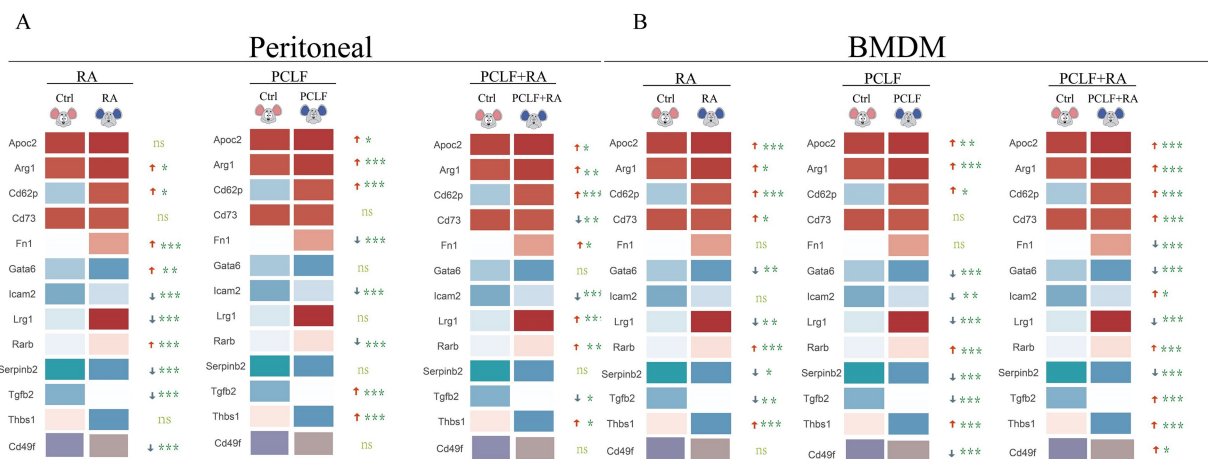 A
B
Peritoneal
BMDM
RA
PCLF
PCLF+RA
RA
PCLF
PCLF+RA
Ctrl RA
Ctrl PCLF
Ctrl PCLF+RA
Ctrl RA
Ctrl PCLF
Ctrl PCLF+RA
Apoc2 ns
Arg1 ↑ *
Cd62p ↑ *
Cd73 ns
Fn1 ↑ ***
Gata6 ↑ **
Icam2 ↓ ***
Lrg1 ↓ ***
Rarb ↑ ***
Serpinb2 ↓ ***
Tgfb2 ↓ ***
Thbs1 ns
Cd49f ↓ ***
Apoc2 ↑ *
Arg1 ↑ ***
Cd62p ↑ ***
Cd73 ns
Fn1 ↓ ***
Gata6 ns
Icam2 ↓ ***
Lrg1 ns
Rarb ↓ ***
Serpinb2 ns
Tgfb2 ↑ ***
Thbs1 ↑ ***
Cd49f ns
Apoc2 ↑ *
Arg1 ↑ **
Cd62p ↑ ***
Cd73 ↓ **
Fn1 ↑ *
Gata6 ns
Icam2 ↓ ***
Lrg1 ↑ ***
Rarb ↑ **
Serpinb2 ns
Tgfb2 ↓ *
Thbs1 ↑ *
Cd49f ns
Apoc2 ↑ ***
Arg1 ↑ *
Cd62p ↑ ***
Cd73 ↑ *
Fn1 ns
Gata6 ↓ **
Icam2 ns
Lrg1 ↓ **
Rarb ↑ ***
Serpinb2 ↓ *
Tgfb2 ↓ **
Thbs1 ↑ ***
Cd49f ns
Apoc2 ↑ **
Arg1 ↑ ***
Cd62p ↑ *
Cd73 ns
Fn1 ns
Gata6 ↓ ***
Icam2 ↓ **
Lrg1 ↓ ***
Rarb ↑ ***
Serpinb2 ↓ ***
Tgfb2 ↓ ***
Thbs1 ↑ ***
Cd49f ↓ ***
Apoc2 ↑ ***
Arg1 ↑ ***
Cd62p ↑ ***
Cd73 ↑ ***
Fn1 ↓ ***
Gata6 ↓ ***
Icam2 ↑ *
Lrg1 ↓ ***
Rarb ↑ ***
Serpinb2 ↓ ***
Tgfb2 ↑ ***
Thbs1 ↑ ***
Cd49f ↑ *